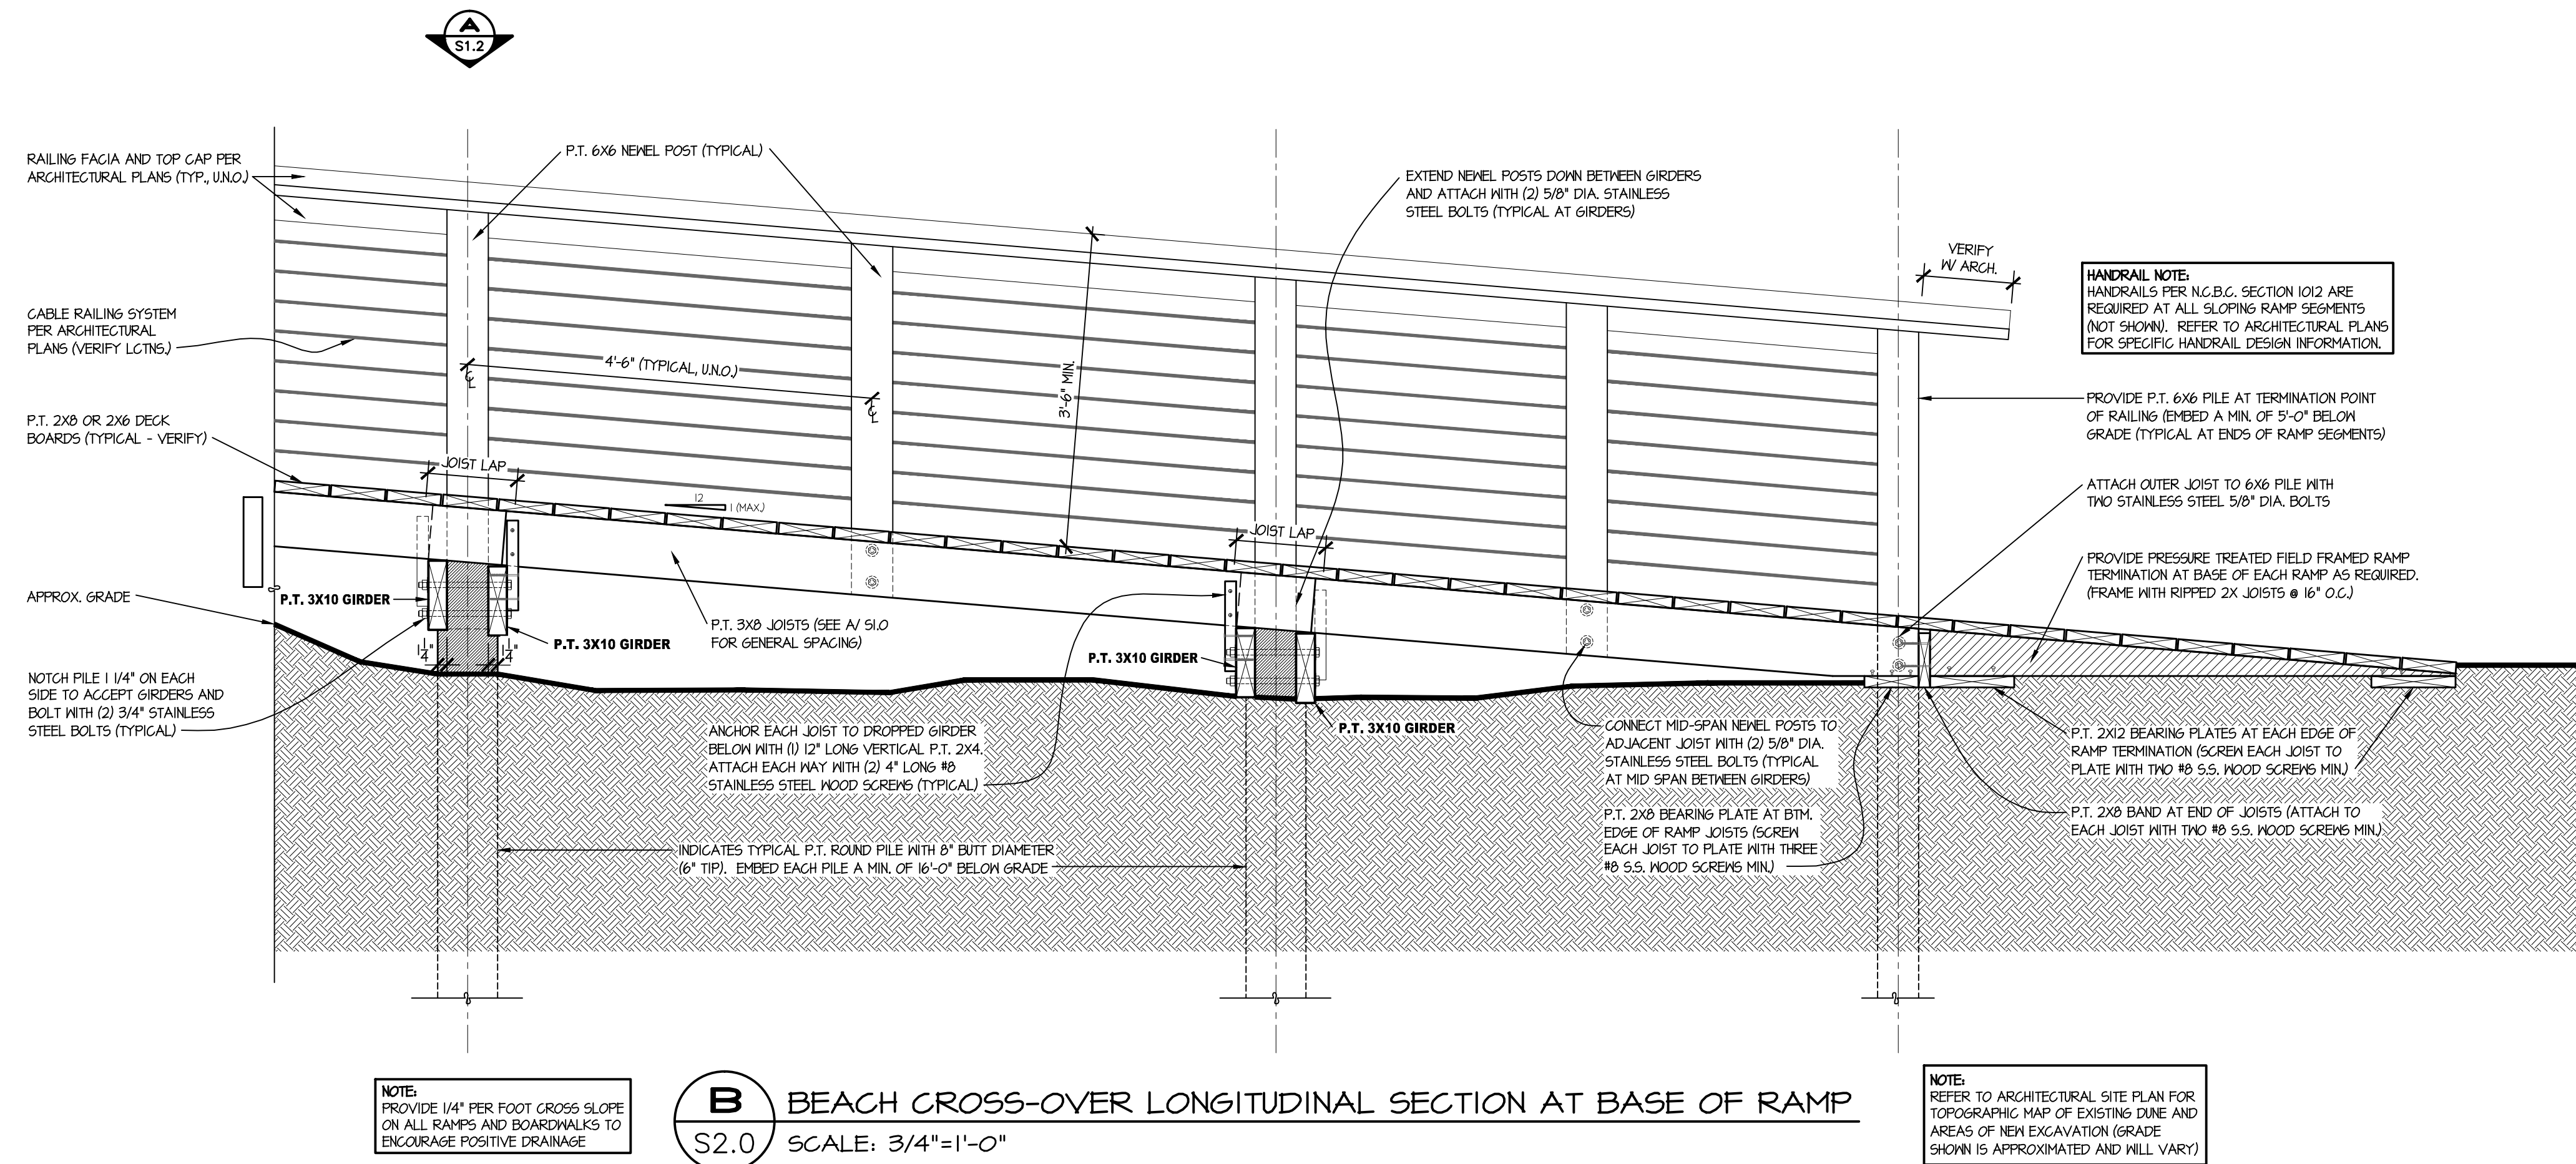 A
S1.2
RAILING FACIA AND TOP CAP PER
ARCHITECTURAL PLANS (TYP., U.N.O.)
P.T. 6X6 NEWEL POST (TYPICAL)
EXTEND NEWEL POSTS DOWN BETWEEN GIRDERS
AND ATTACH WITH (2) 5/8" DIA. STAINLESS
STEEL BOLTS (TYPICAL AT GIRDERS)
VERIFY
W/ ARCH.
HANDRAIL NOTE:
HANDRAILS PER N.C.B.C. SECTION 1012 ARE
REQUIRED AT ALL SLOPING RAMP SEGMENTS
(NOT SHOWN). REFER TO ARCHITECTURAL PLANS
FOR SPECIFIC HANDRAIL DESIGN INFORMATION.
CABLE RAILING SYSTEM
PER ARCHITECTURAL
PLANS (VERIFY LCTNS.)
4'-6" (TYPICAL, U.N.O.)
CL
CL
3'-6" MIN.
PROVIDE P.T. 6X6 PILE AT TERMINATION POINT
OF RAILING (EMBED A MIN. OF 5'-0" BELOW
GRADE (TYPICAL AT ENDS OF RAMP SEGMENTS)
P.T. 2X8 OR 2X6 DECK
BOARDS (TYPICAL - VERIFY)
JOIST LAP
12
1 (MAX.)
JOIST LAP
ATTACH OUTER JOIST TO 6X6 PILE WITH
TWO STAINLESS STEEL 5/8" DIA. BOLTS
PROVIDE PRESSURE TREATED FIELD FRAMED RAMP
TERMINATION AT BASE OF EACH RAMP AS REQUIRED.
(FRAME WITH RIPPED 2X JOISTS @ 16" O.C.)
APPROX. GRADE
P.T. 3X10 GIRDER
P.T. 3X10 GIRDER
1 1/4"
1 1/4"
P.T. 3X8 JOISTS (SEE A/ S1.0
FOR GENERAL SPACING)
P.T. 3X10 GIRDER
P.T. 3X10 GIRDER
NOTCH PILE 1 1/4" ON EACH
SIDE TO ACCEPT GIRDERS AND
BOLT WITH (2) 3/4" STAINLESS
STEEL BOLTS (TYPICAL)
ANCHOR EACH JOIST TO DROPPED GIRDER
BELOW WITH (1) 12" LONG VERTICAL P.T. 2X4.
ATTACH EACH WAY WITH (2) 4" LONG #8
STAINLESS STEEL WOOD SCREWS (TYPICAL)
CONNECT MID-SPAN NEWEL POSTS TO
ADJACENT JOIST WITH (2) 5/8" DIA.
STAINLESS STEEL BOLTS (TYPICAL
AT MID SPAN BETWEEN GIRDERS)
P.T. 2X12 BEARING PLATES AT EACH EDGE OF
RAMP TERMINATION (SCREW EACH JOIST TO
PLATE WITH TWO #8 S.S. WOOD SCREWS MIN.)
P.T. 2X8 BEARING PLATE AT BTM.
EDGE OF RAMP JOISTS (SCREW
EACH JOIST TO PLATE WITH THREE
#8 S.S. WOOD SCREWS MIN.)
P.T. 2X8 BAND AT END OF JOISTS (ATTACH TO
EACH JOIST WITH TWO #8 S.S. WOOD SCREWS MIN.)
INDICATES TYPICAL P.T. ROUND PILE WITH 8" BUTT DIAMETER
(6" TIP). EMBED EACH PILE A MIN. OF 16'-0" BELOW GRADE
NOTE:
PROVIDE 1/4" PER FOOT CROSS SLOPE
ON ALL RAMPS AND BOARDWALKS TO
ENCOURAGE POSITIVE DRAINAGE
B
S2.0
BEACH CROSS-OVER LONGITUDINAL SECTION AT BASE OF RAMP
SCALE: 3/4"=1'-0"
NOTE:
REFER TO ARCHITECTURAL SITE PLAN FOR
TOPOGRAPHIC MAP OF EXISTING DUNE AND
AREAS OF NEW EXCAVATION (GRADE
SHOWN IS APPROXIMATED AND WILL VARY)